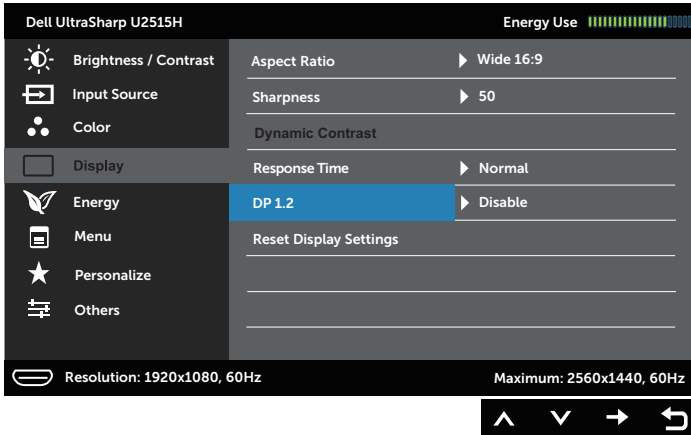 Dell UltraSharp U2515H Energy Use
Brightness / Contrast
Input Source
Color
Display
Energy
Menu
Personalize
Others
Aspect Ratio Wide 16:9
Sharpness 50
Dynamic Contrast
Response Time Normal
DP 1.2 Disable
Reset Display Settings
Resolution: 1920x1080, 60Hz Maximum: 2560x1440, 60Hz